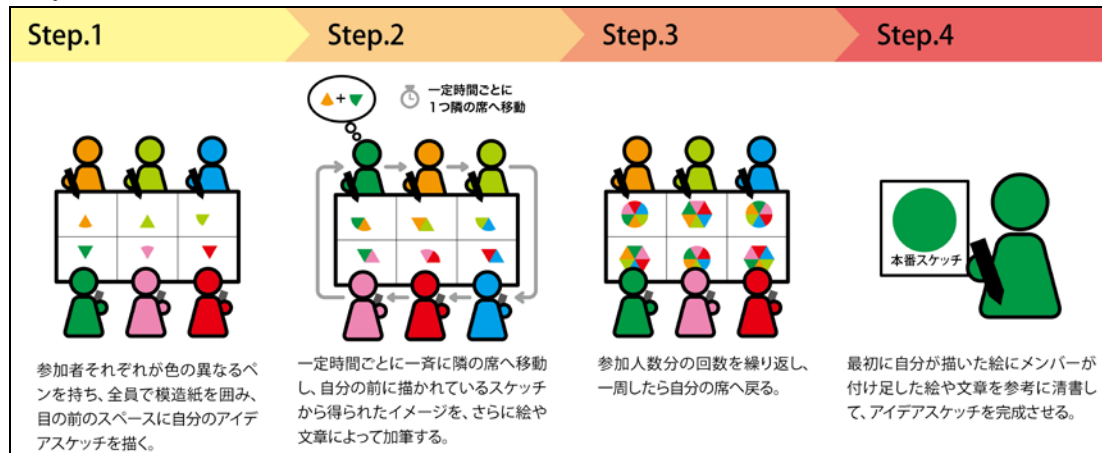 Step.1
Step.2
Step.3
Step.4
一定時間ごとに
1つ隣の席へ移動
+
本番スケッチ
参加者それぞれが色の異なるペ
ンを持ち、全員で模造紙を囲み、
目の前のスペースに自分のアイデ
アスケッチを描く。
一定時間ごとに一斉に隣の席へ移動
し、自分の前に描かれているスケッチ
から得られたイメージを、さらに絵や
文章によって加筆する。
参加人数分の回数を繰り返し、
一周したら自分の席へ戻る。
最初に自分が描いた絵にメンバーが
付け足した絵や文章を参考に清書し
て、アイデアスケッチを完成させる。